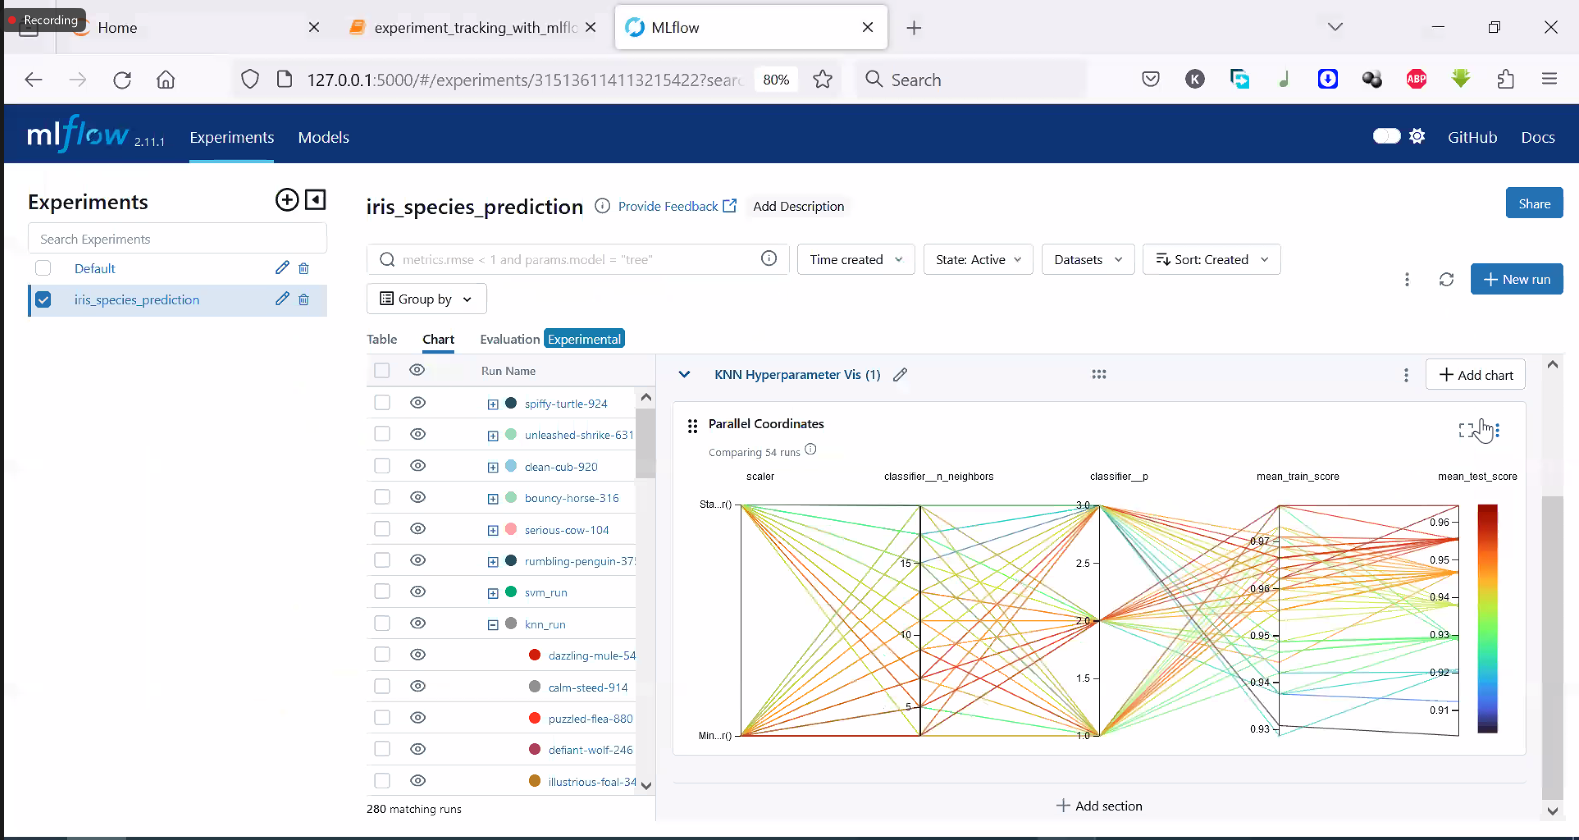 Recording
Home
experiment_tracking_with_mlflo
MLflow
127.0.0.1:5000/#/experiments/315136114113215422?searc
80%
Search
K
ABP
mlflow 2.11.1
Experiments
Models
GitHub
Docs
Experiments
Search Experiments
Default
iris_species_prediction
iris_species_prediction
Provide Feedback
Add Description
Share
metrics.rmse < 1 and params.model = "tree"
Time created
State: Active
Datasets
Sort: Created
Group by
New run
Table
Chart
Evaluation
Experimental
Run Name
spiffy-turtle-924
unleashed-shrike-631
clean-cub-920
bouncy-horse-316
serious-cow-104
rumbling-penguin-375
svm_run
knn_run
dazzling-mule-54
calm-steed-914
puzzled-flea-880
defiant-wolf-246
illustrious-foal-34
280 matching runs
KNN Hyperparameter Vis (1)
Add chart
Parallel Coordinates
Comparing 54 runs
scaler
classifier__n_neighbors
classifier__p
mean_train_score
mean_test_score
Sta...r()
Min...r()
15
10
5
3.0
2.5
2.0
1.5
1.0
0.97
0.96
0.95
0.94
0.93
0.96
0.95
0.94
0.93
0.92
0.91
Add section